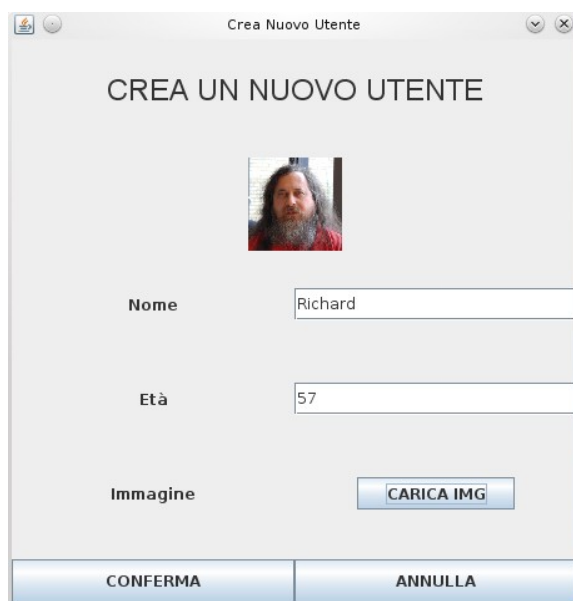 Crea Nuovo Utente
CREA UN NUOVO UTENTE
Nome
Richard
Età
57
Immagine
CARICA IMG
CONFERMA
ANNULLA